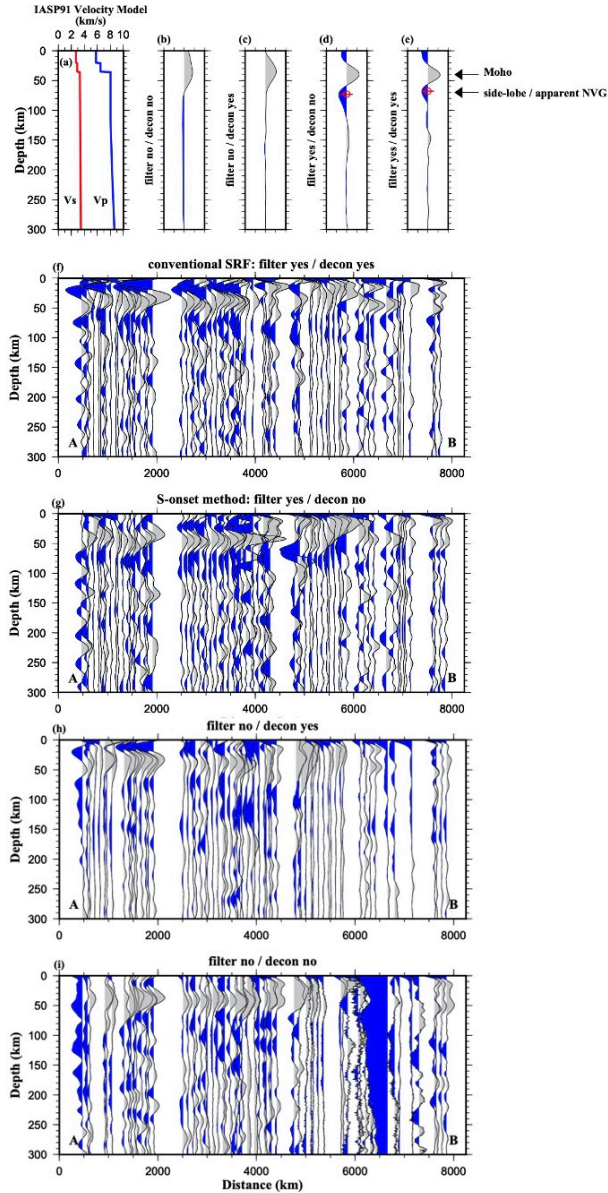 IASP91 Velocity Model
(km/s)
0 2 4 6 8 10
(a)
(b)
(c)
(d)
(e)
0
50
100
150
200
250
300
Depth (km)
Vs
Vp
filter no / decon no
filter no / decon yes
filter yes / decon no
filter yes / decon yes
Moho
side-lobe / apparent NVG
(f)
conventional SRF: filter yes / decon yes
0
50
100
150
200
250
300
Depth (km)
A
B
0 2000 4000 6000 8000
(g)
S-onset method: filter yes / decon no
0
50
100
150
200
250
300
Depth (km)
A
B
0 2000 4000 6000 8000
(h)
filter no / decon yes
0
50
100
150
200
250
300
Depth (km)
A
B
0 2000 4000 6000 8000
(i)
filter no / decon no
0
50
100
150
200
250
300
Depth (km)
A
B
0 2000 4000 6000 8000
Distance (km)